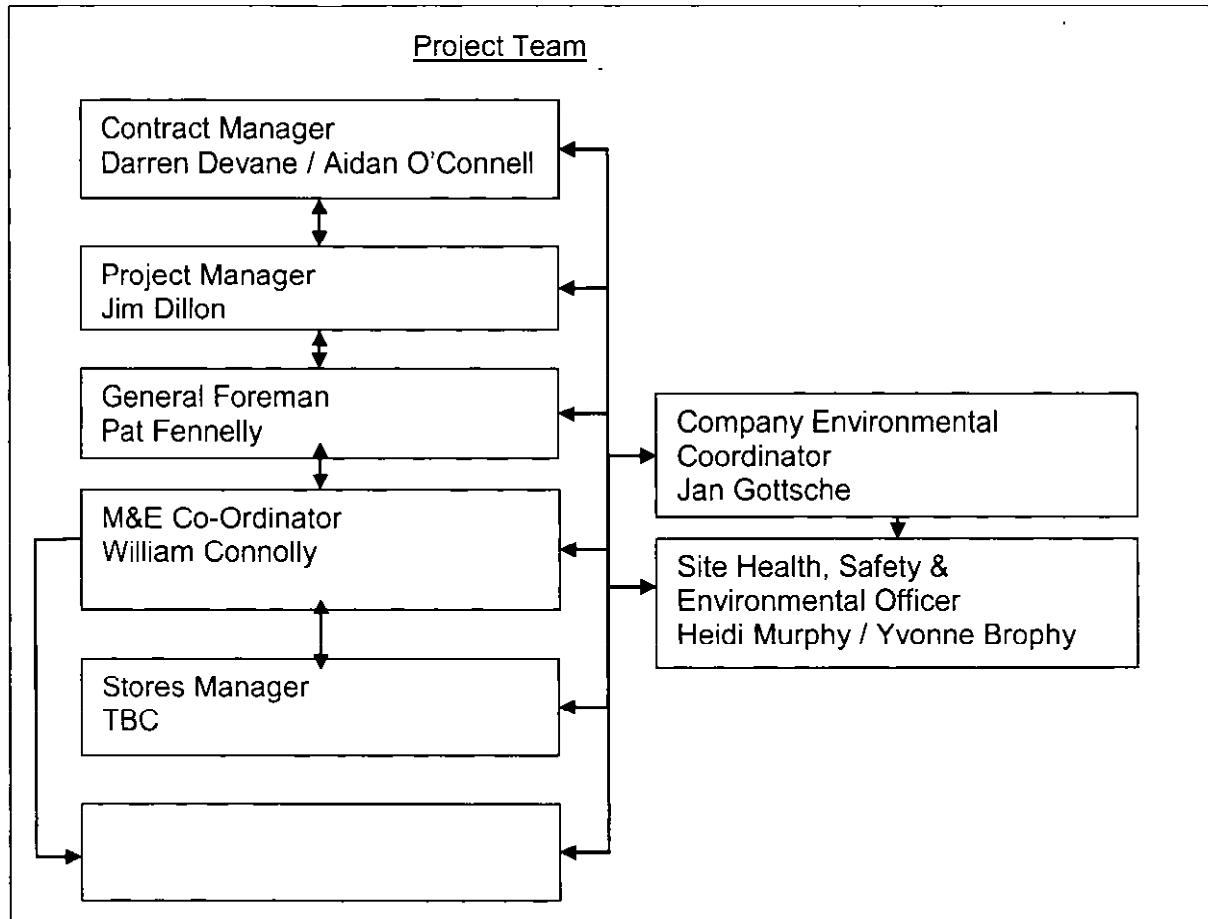 Project Team
Contract Manager
Darren Devane / Aidan O'Connell
Project Manager
Jim Dillon
General Foreman
Pat Fennelly
M&E Co-Ordinator
William Connolly
Stores Manager
TBC
Company Environmental
Coordinator
Jan Gottsche
Site Health, Safety &
Environmental Officer
Heidi Murphy / Yvonne Brophy